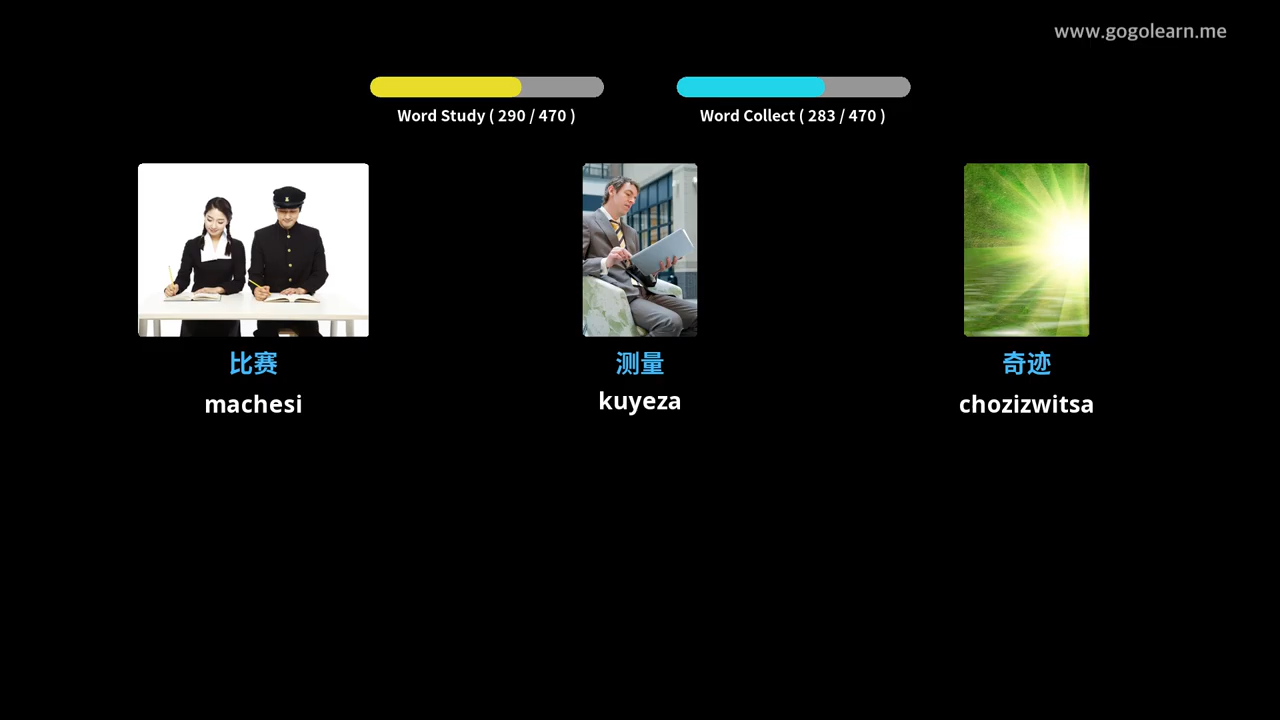 www.gogolearn.me
Word Study ( 290 / 470 )
Word Collect ( 283 / 470 )
比赛
machesi
测量
kuyeza
奇迹
chozizwitsa